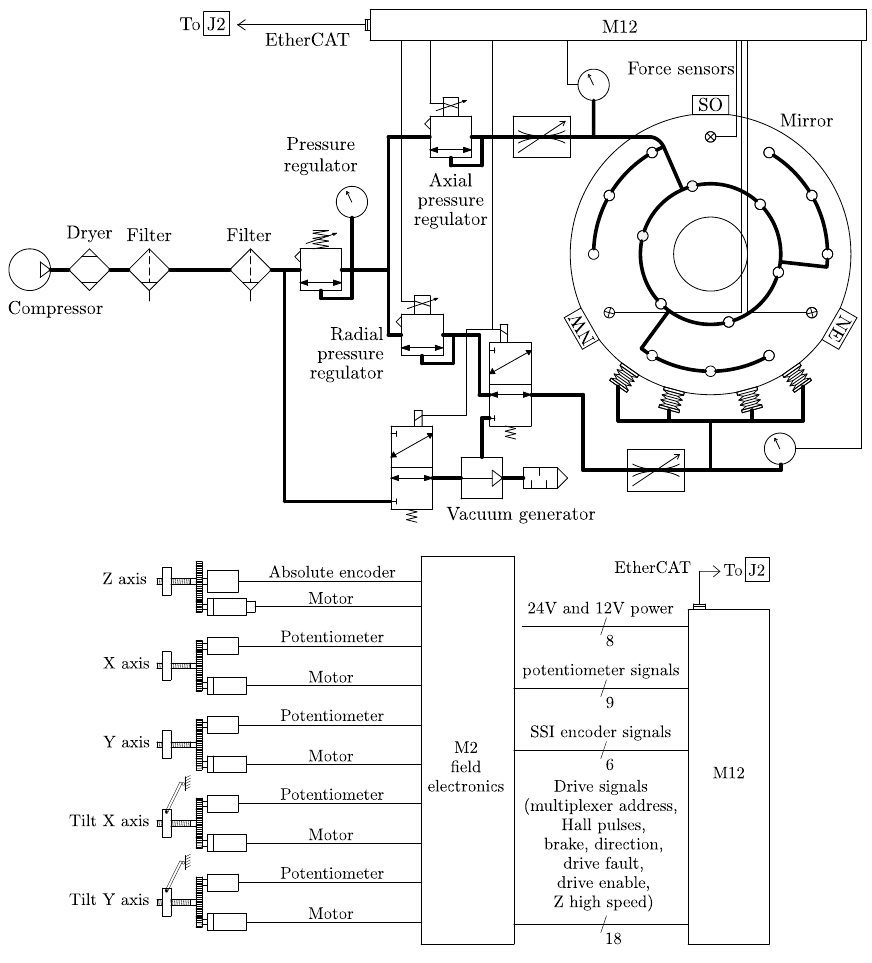 To J2
EtherCAT
M12
Force sensors
SO
Mirror
Pressure
regulator
Axial
pressure
regulator
Dryer
Filter
Filter
Compressor
Radial
pressure
regulator
NW
NE
Vacuum generator
EtherCAT
To J2
Z axis
Absolute encoder
Motor
24V and 12V power
8
X axis
Potentiometer
Motor
potentiometer signals
9
Y axis
Potentiometer
Motor
SSI encoder signals
6
M2
field
electronics
M12
Tilt X axis
Potentiometer
Motor
Drive signals
(multiplexer address,
Hall pulses,
brake, direction,
drive fault,
drive enable,
Z high speed)
18
Tilt Y axis
Potentiometer
Motor